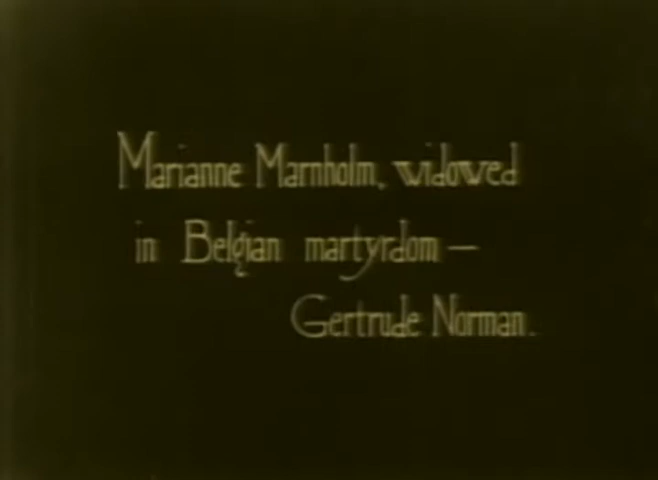 Marianne Marnholm, widowed
in Belgian martyrdom —
Gertrude Norman.